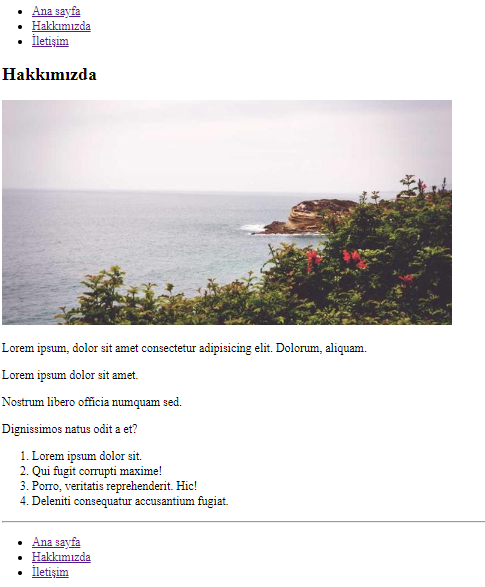 Ana sayfa
Hakkımızda
İletişim
Hakkımızda
Lorem ipsum, dolor sit amet consectetur adipisicing elit. Dolorum, aliquam.
Lorem ipsum dolor sit amet.
Nostrum libero officia numquam sed.
Dignissimos natus odit a et?
1. Lorem ipsum dolor sit.
2. Qui fugit corrupti maxime!
3. Porro, veritatis reprehenderit. Hic!
4. Deleniti consequatur accusantium fugiat.
Ana sayfa
Hakkımızda
İletişim